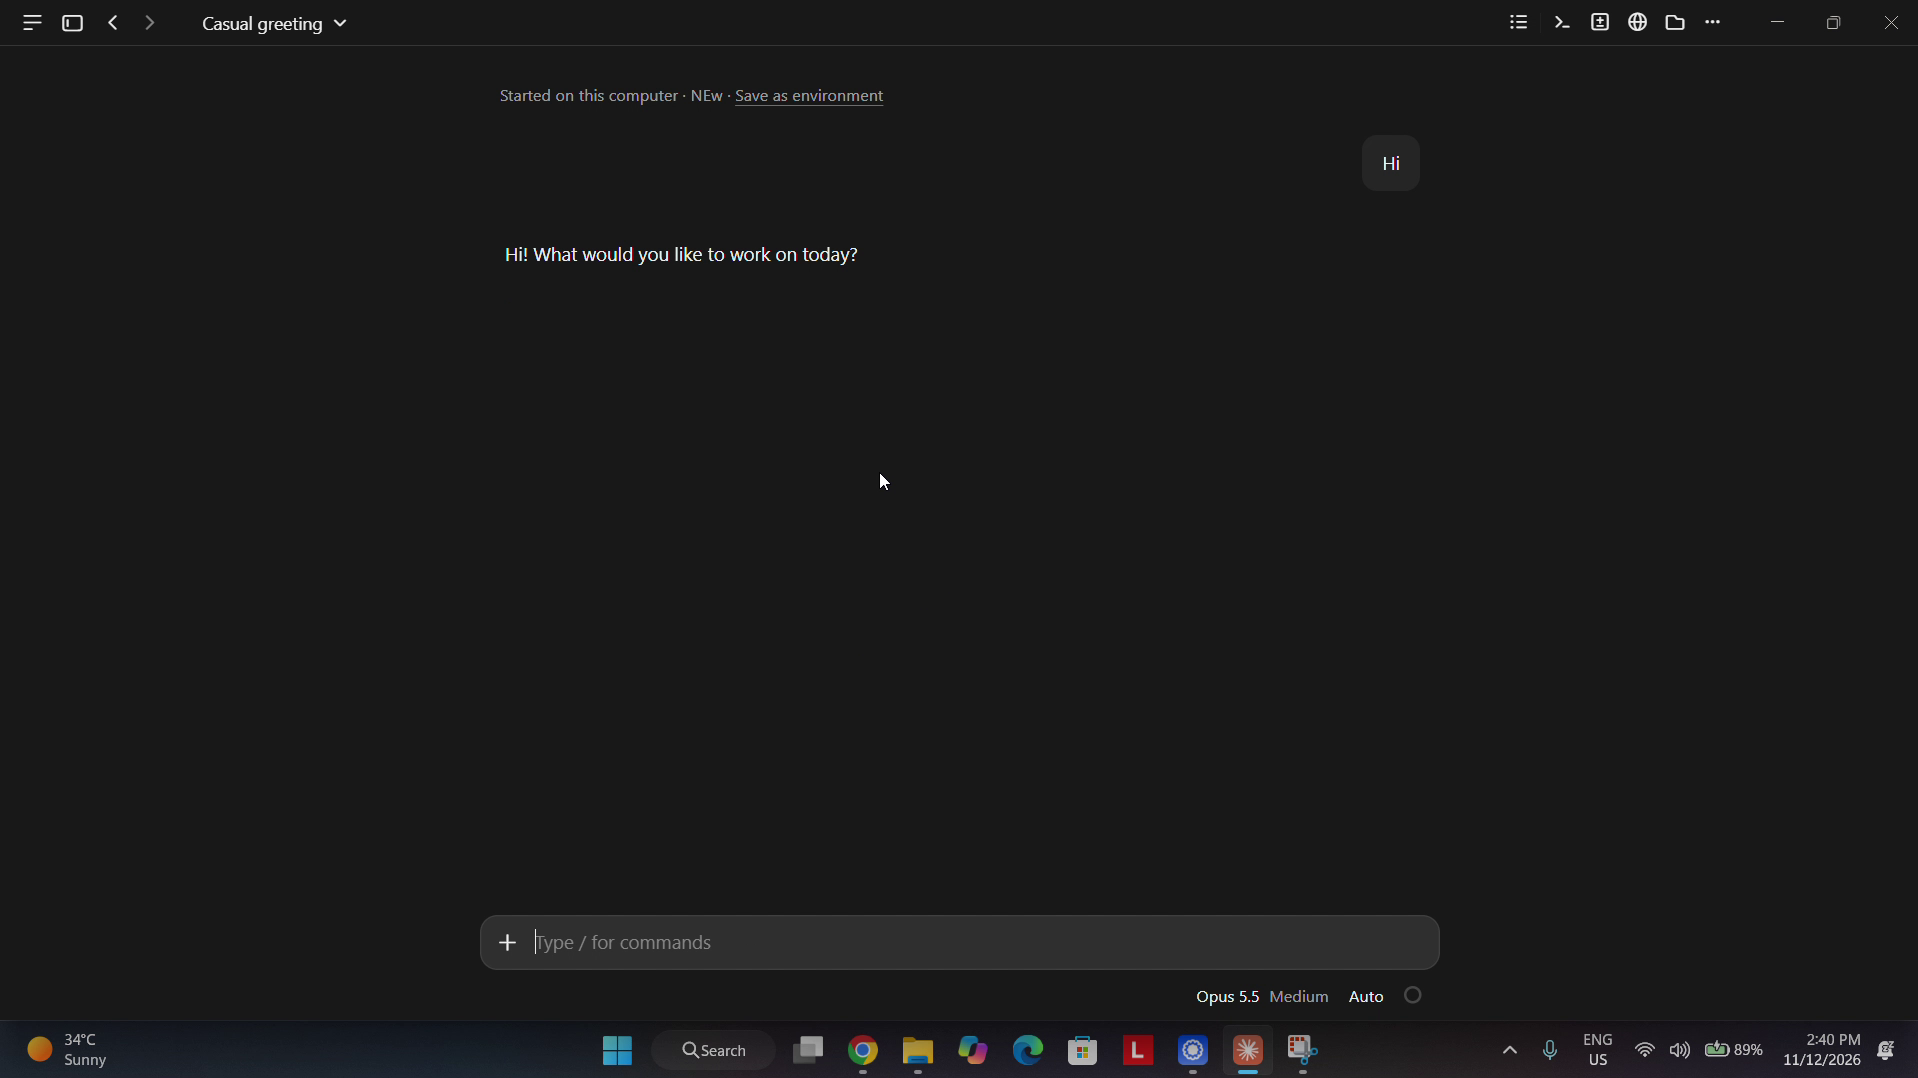 Casual greeting
Started on this computer · NEw · Save as environment
Hi
Hi! What would you like to work on today?
Type / for commands
Opus 5.5 Medium Auto
34°C
Sunny
Search
L
ENG
US
89%
2:40 PM
11/12/2026